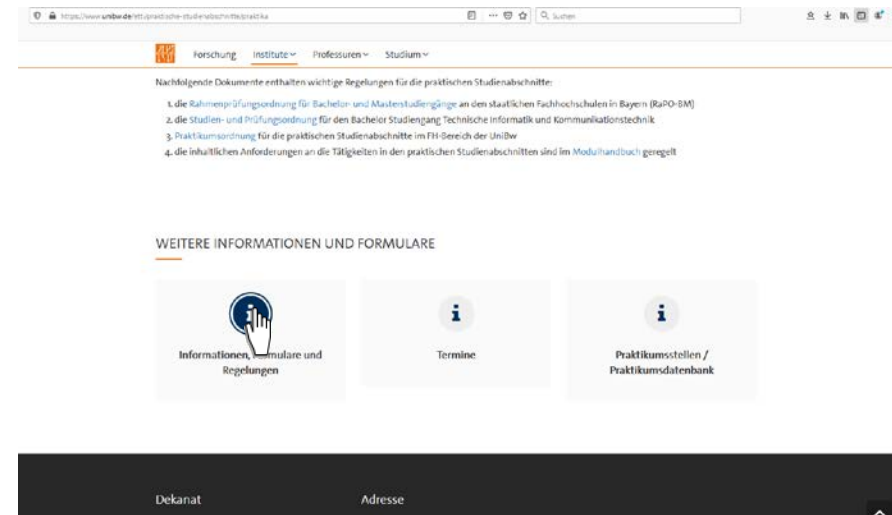 https://www.unibw.de/ett/praktische-studienabschnitte/praktika
Suchen
Forschung Institute Professuren Studium
Nachfolgende Dokumente enthalten wichtige Regelungen für die praktischen Studienabschnitte:
1. die Rahmenprüfungsordnung für Bachelor- und Masterstudiengänge an den staatlichen Fachhochschulen in Bayern (RaPO-BM)
2. die Studien- und Prüfungsordnung für den Bachelor Studiengang Technische Informatik und Kommunikationstechnik
3. Praktikumsordnung für die praktischen Studienabschnitte im FH-Bereich der UniBw
4. die inhaltlichen Anforderungen an die Tätigkeiten in den praktischen Studienabschnitten sind im Modulhandbuch geregelt
WEITERE INFORMATIONEN UND FORMULARE
Informationen, Formulare und
Regelungen
Termine
Praktikumsstellen /
Praktikumsdatenbank
Dekanat Adresse